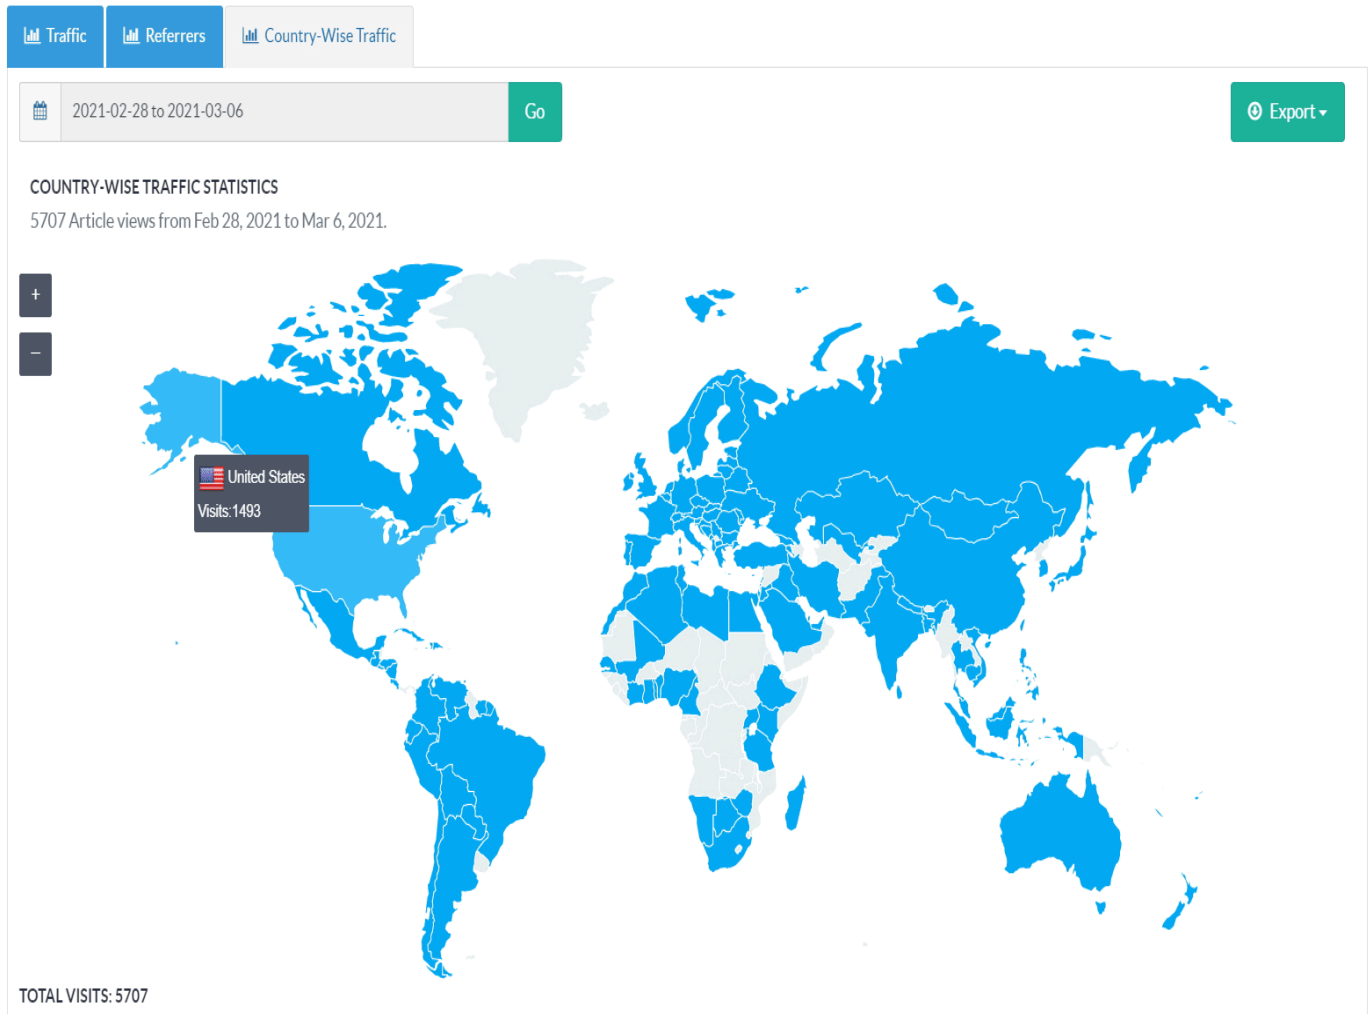 Traffic
Referrers
Country-Wise Traffic
2021-02-28 to 2021-03-06
Go
Export
COUNTRY-WISE TRAFFIC STATISTICS
5707 Article views from Feb 28, 2021 to Mar 6, 2021.
+
−
United States
Visits:1493
TOTAL VISITS: 5707